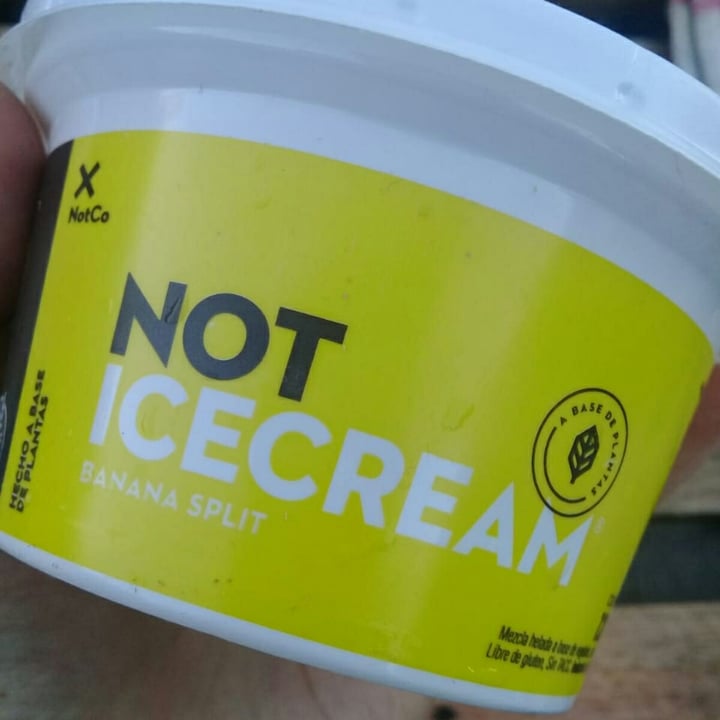 X
NotCo
NOT
ICECREAM®
BANANA SPLIT
HECHO A BASE
DE PLANTAS
A BASE DE PLANTAS
Mezcla helada a base de
Libre de gluten, Sin TACC